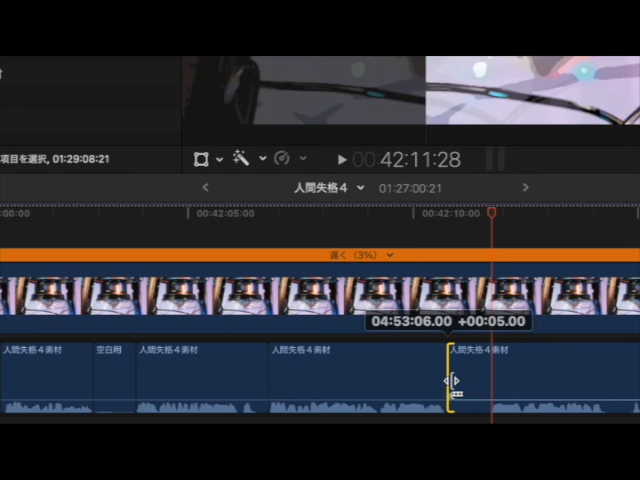 項目を選択, 01:29:08:21
00:42:11:28
人間失格4
01:27:00:21
:00:00
00:42:05:00
00:42:10:00
遅く (3%)
04:53:06.00 +00:05.00
人間失格4素材
空白用
人間失格4素材
人間失格4素材
人間失格4素材